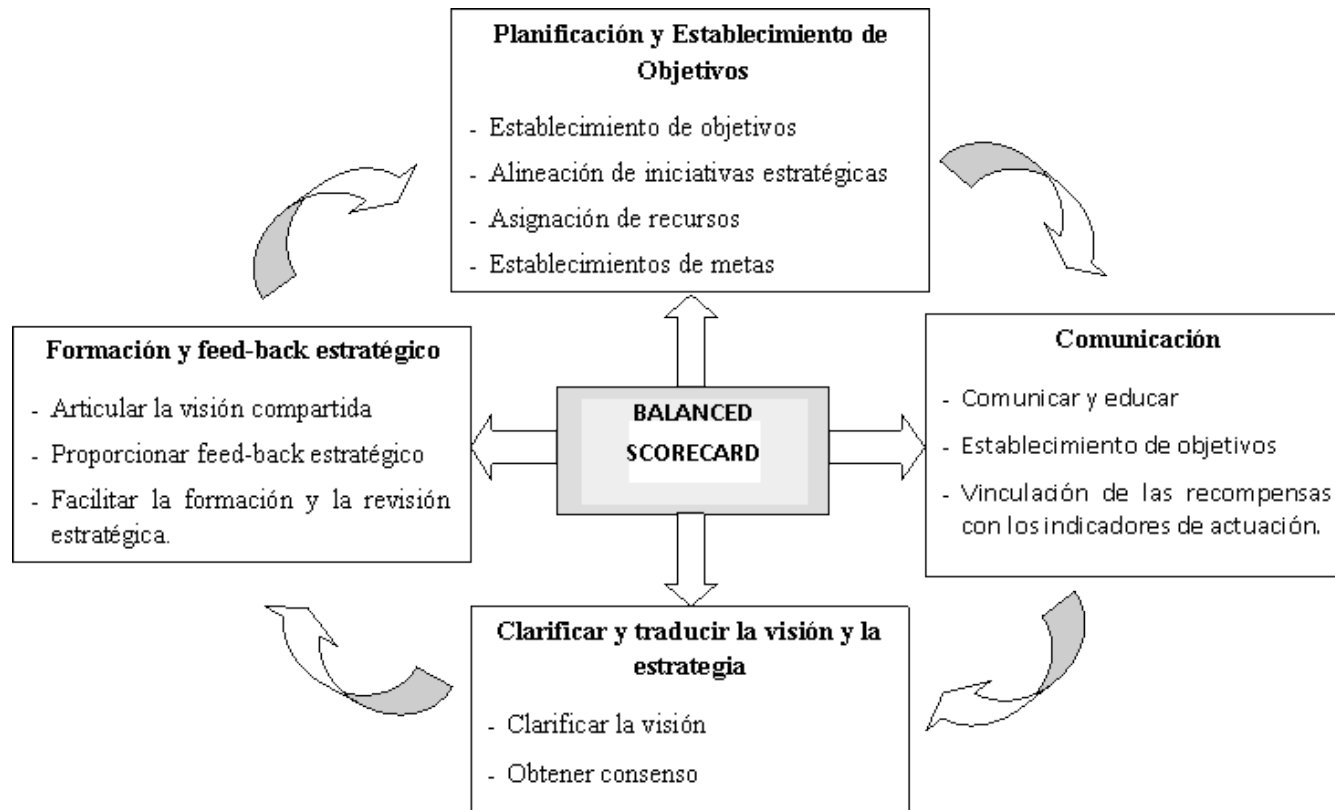 Planificación y Establecimiento de
Objetivos
- Establecimiento de objetivos
- Alineación de iniciativas estratégicas
- Asignación de recursos
- Establecimientos de metas
Formación y feed-back estratégico
- Articular la visión compartida
- Proporcionar feed-back estratégico
- Facilitar la formación y la revisión
estratégica.
BALANCED
SCORECARD
Comunicación
- Comunicar y educar
- Establecimiento de objetivos
- Vinculación de las recompensas
con los indicadores de actuación.
Clarificar y traducir la visión y la
estrategia
- Clarificar la visión
- Obtener consenso